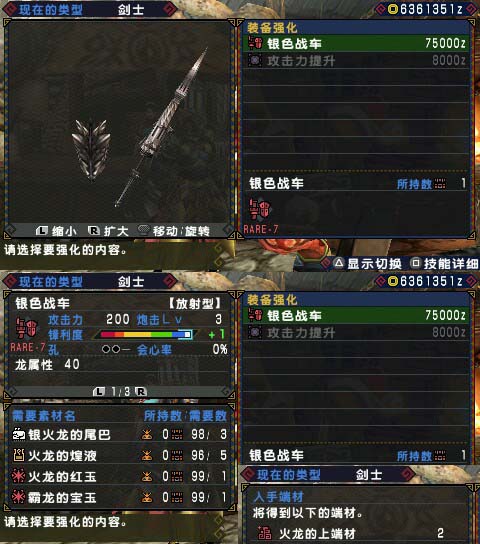 现在的类型 剑士
6361351z
装备强化
银色战车 75000z
攻击力提升 8000z
银色战车 所持数 1
RARE-7
L 缩小 R 扩大 移动/旋转
请选择要强化的内容。
△显示切换 □技能详细
现在的类型 剑士
6361351z
银色战车 【放射型】
攻击力 200 炮击Lv 3
锋利度 +1
RARE-7 孔 ○○— 会心率 0%
龙属性 40
L 1/3 R
需要素材名 所持数/需要数
银火龙的尾巴 0 98/ 3
火龙的煌液 0 96/ 5
火龙的红玉 0 99/ 1
霸龙的宝玉 0 99/ 1
请选择要强化的内容。
装备强化
银色战车 75000z
攻击力提升 8000z
银色战车 所持数 1
现在的类型 剑士
入手端材
将得到以下的端材。
火龙的上端材 2